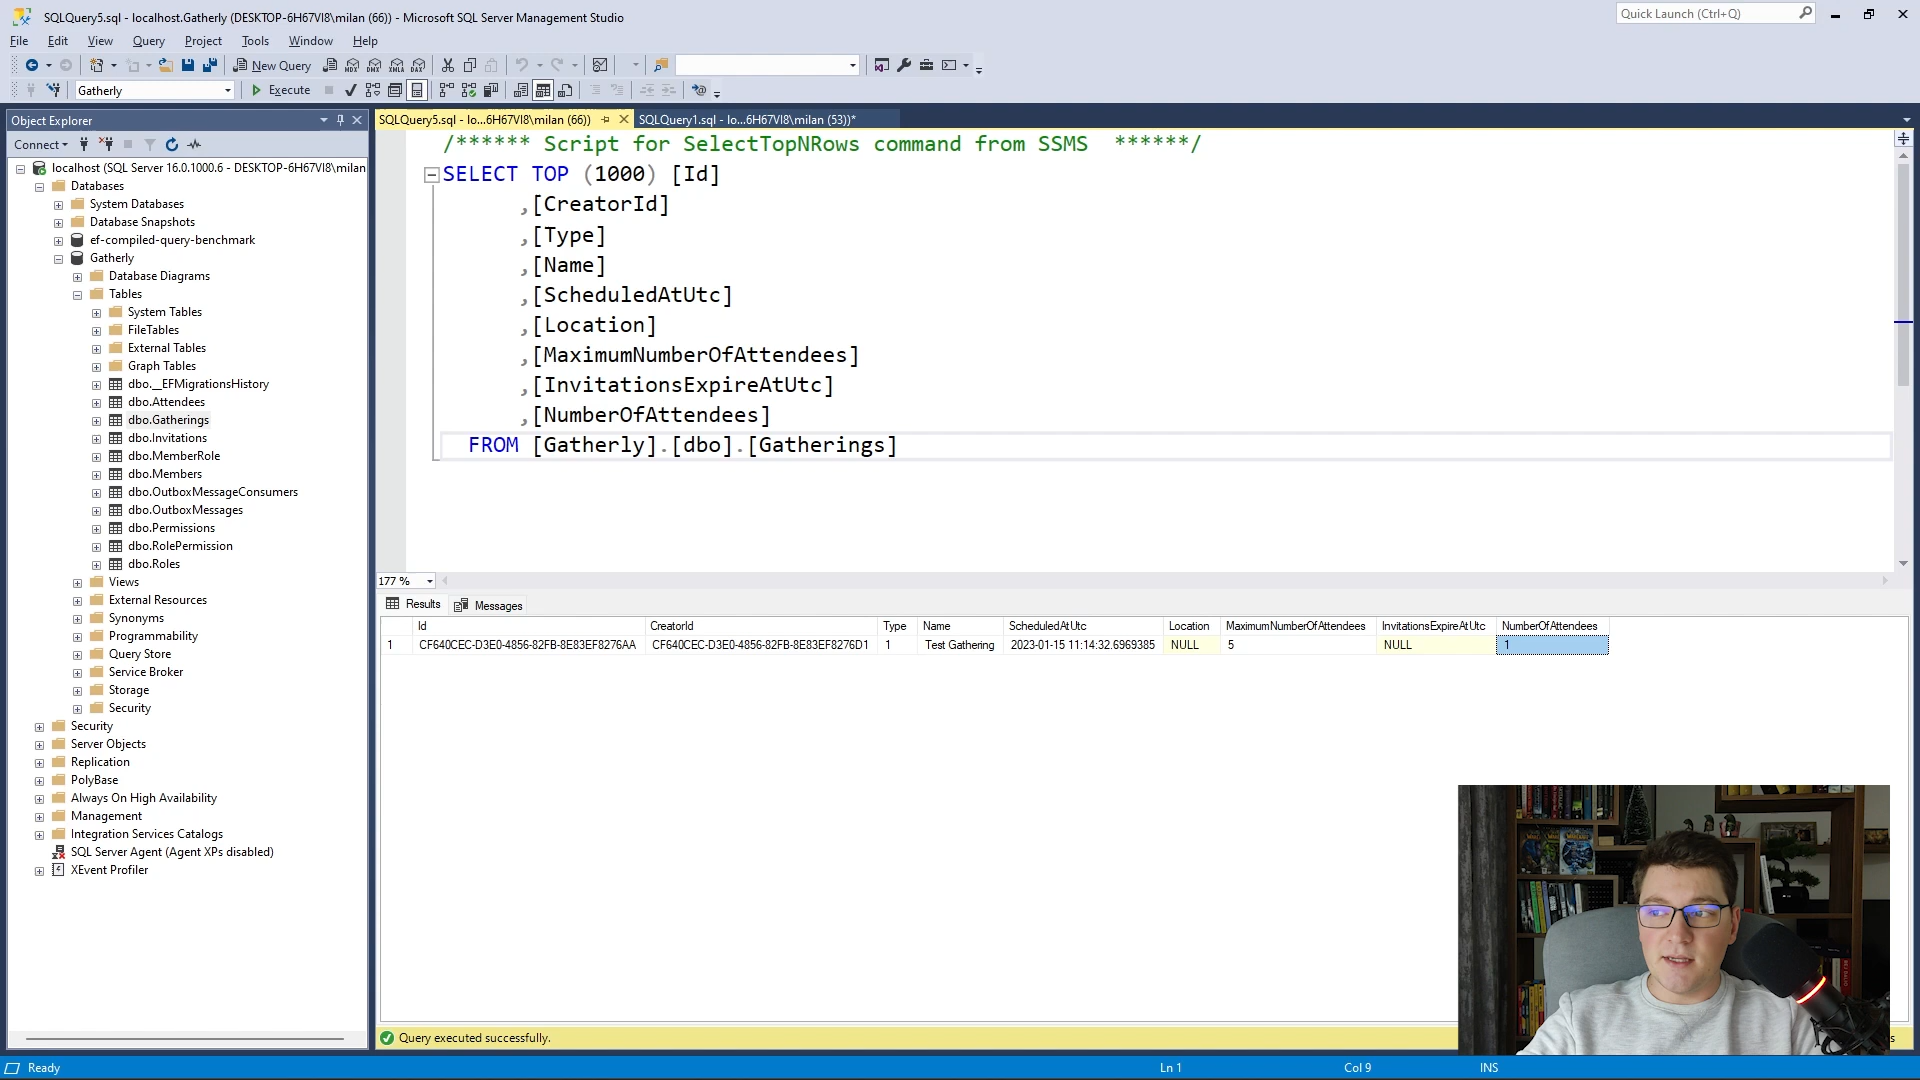 SQLQuery5.sql - localhost.Gatherly (DESKTOP-6H67VI8\milan (66)) - Microsoft SQL Server Management Studio
Quick Launch (Ctrl+Q)
File Edit View Query Project Tools Window Help
New Query
Gatherly
Execute
Object Explorer
SQLQuery5.sql - lo...6H67VI8\milan (66))
SQLQuery1.sql - lo...6H67VI8\milan (53))*
Connect
localhost (SQL Server 16.0.1000.6 - DESKTOP-6H67VI8\milan
Databases
System Databases
Database Snapshots
ef-compiled-query-benchmark
Gatherly
Database Diagrams
Tables
System Tables
FileTables
External Tables
Graph Tables
dbo.__EFMigrationsHistory
dbo.Attendees
dbo.Gatherings
dbo.Invitations
dbo.MemberRole
dbo.Members
dbo.OutboxMessageConsumers
dbo.OutboxMessages
dbo.Permissions
dbo.RolePermission
dbo.Roles
Views
External Resources
Synonyms
Programmability
Query Store
Service Broker
Storage
Security
Security
Server Objects
Replication
PolyBase
Always On High Availability
Management
Integration Services Catalogs
SQL Server Agent (Agent XPs disabled)
XEvent Profiler
/****** Script for SelectTopNRows command from SSMS ******/
SELECT TOP (1000) [Id]
,[CreatorId]
,[Type]
,[Name]
,[ScheduledAtUtc]
,[Location]
,[MaximumNumberOfAttendees]
,[InvitationsExpireAtUtc]
,[NumberOfAttendees]
FROM [Gatherly].[dbo].[Gatherings]
177 %
Results Messages
Id CreatorId Type Name ScheduledAtUtc Location MaximumNumberOfAttendees InvitationsExpireAtUtc NumberOfAttendees
1 CF640CEC-D3E0-4856-82FB-8E83EF8276AA CF640CEC-D3E0-4856-82FB-8E83EF8276D1 1 Test Gathering 2023-01-15 11:14:32.6969385 NULL 5 NULL 1
Query executed successfully.
Ready Ln 1 Col 9 INS